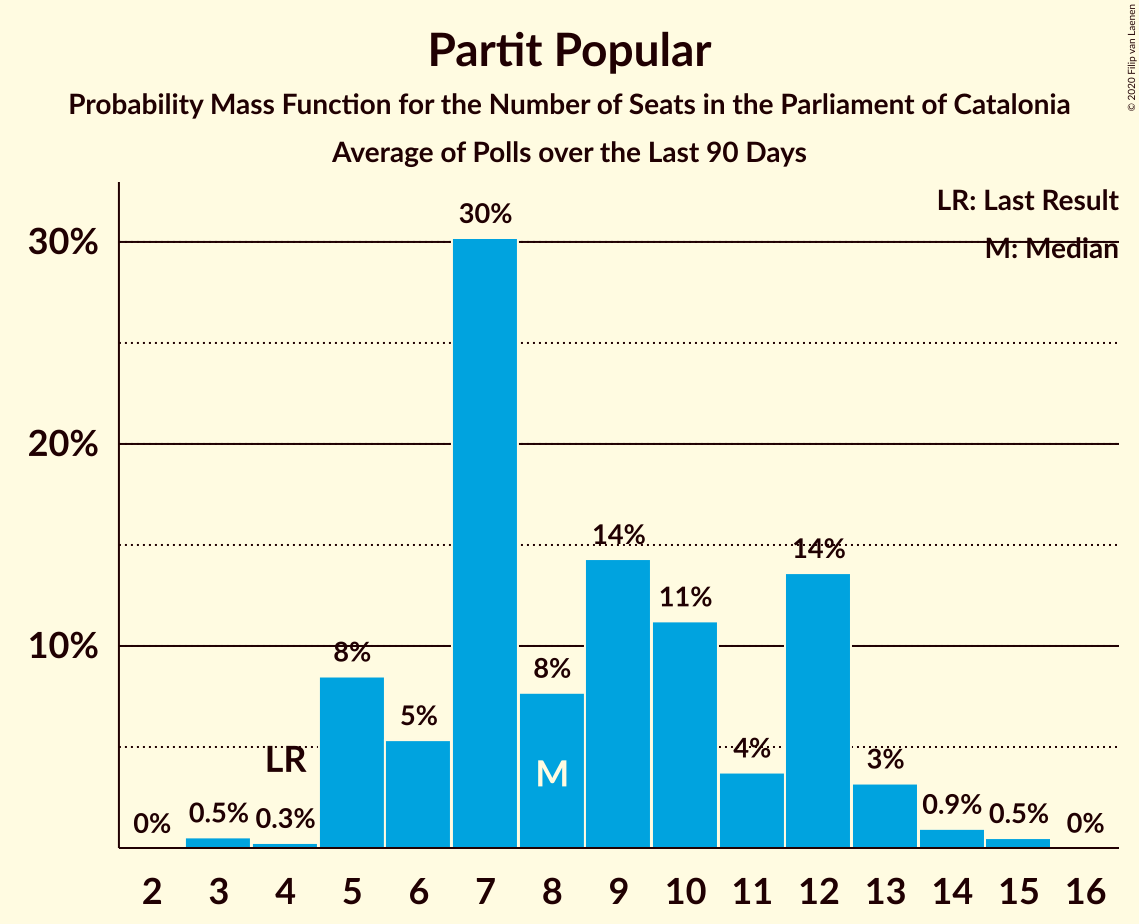 Partit Popular
Probability Mass Function for the Number of Seats in the Parliament of Catalonia
Average of Polls over the Last 90 Days
© 2020 Filip van Laenen
LR: Last Result
M: Median
30%
20%
10%
0%
0.5%
0.3%
8%
5%
30%
8%
14%
11%
4%
14%
3%
0.9%
0.5%
0%
LR
M
2 3 4 5 6 7 8 9 10 11 12 13 14 15 16